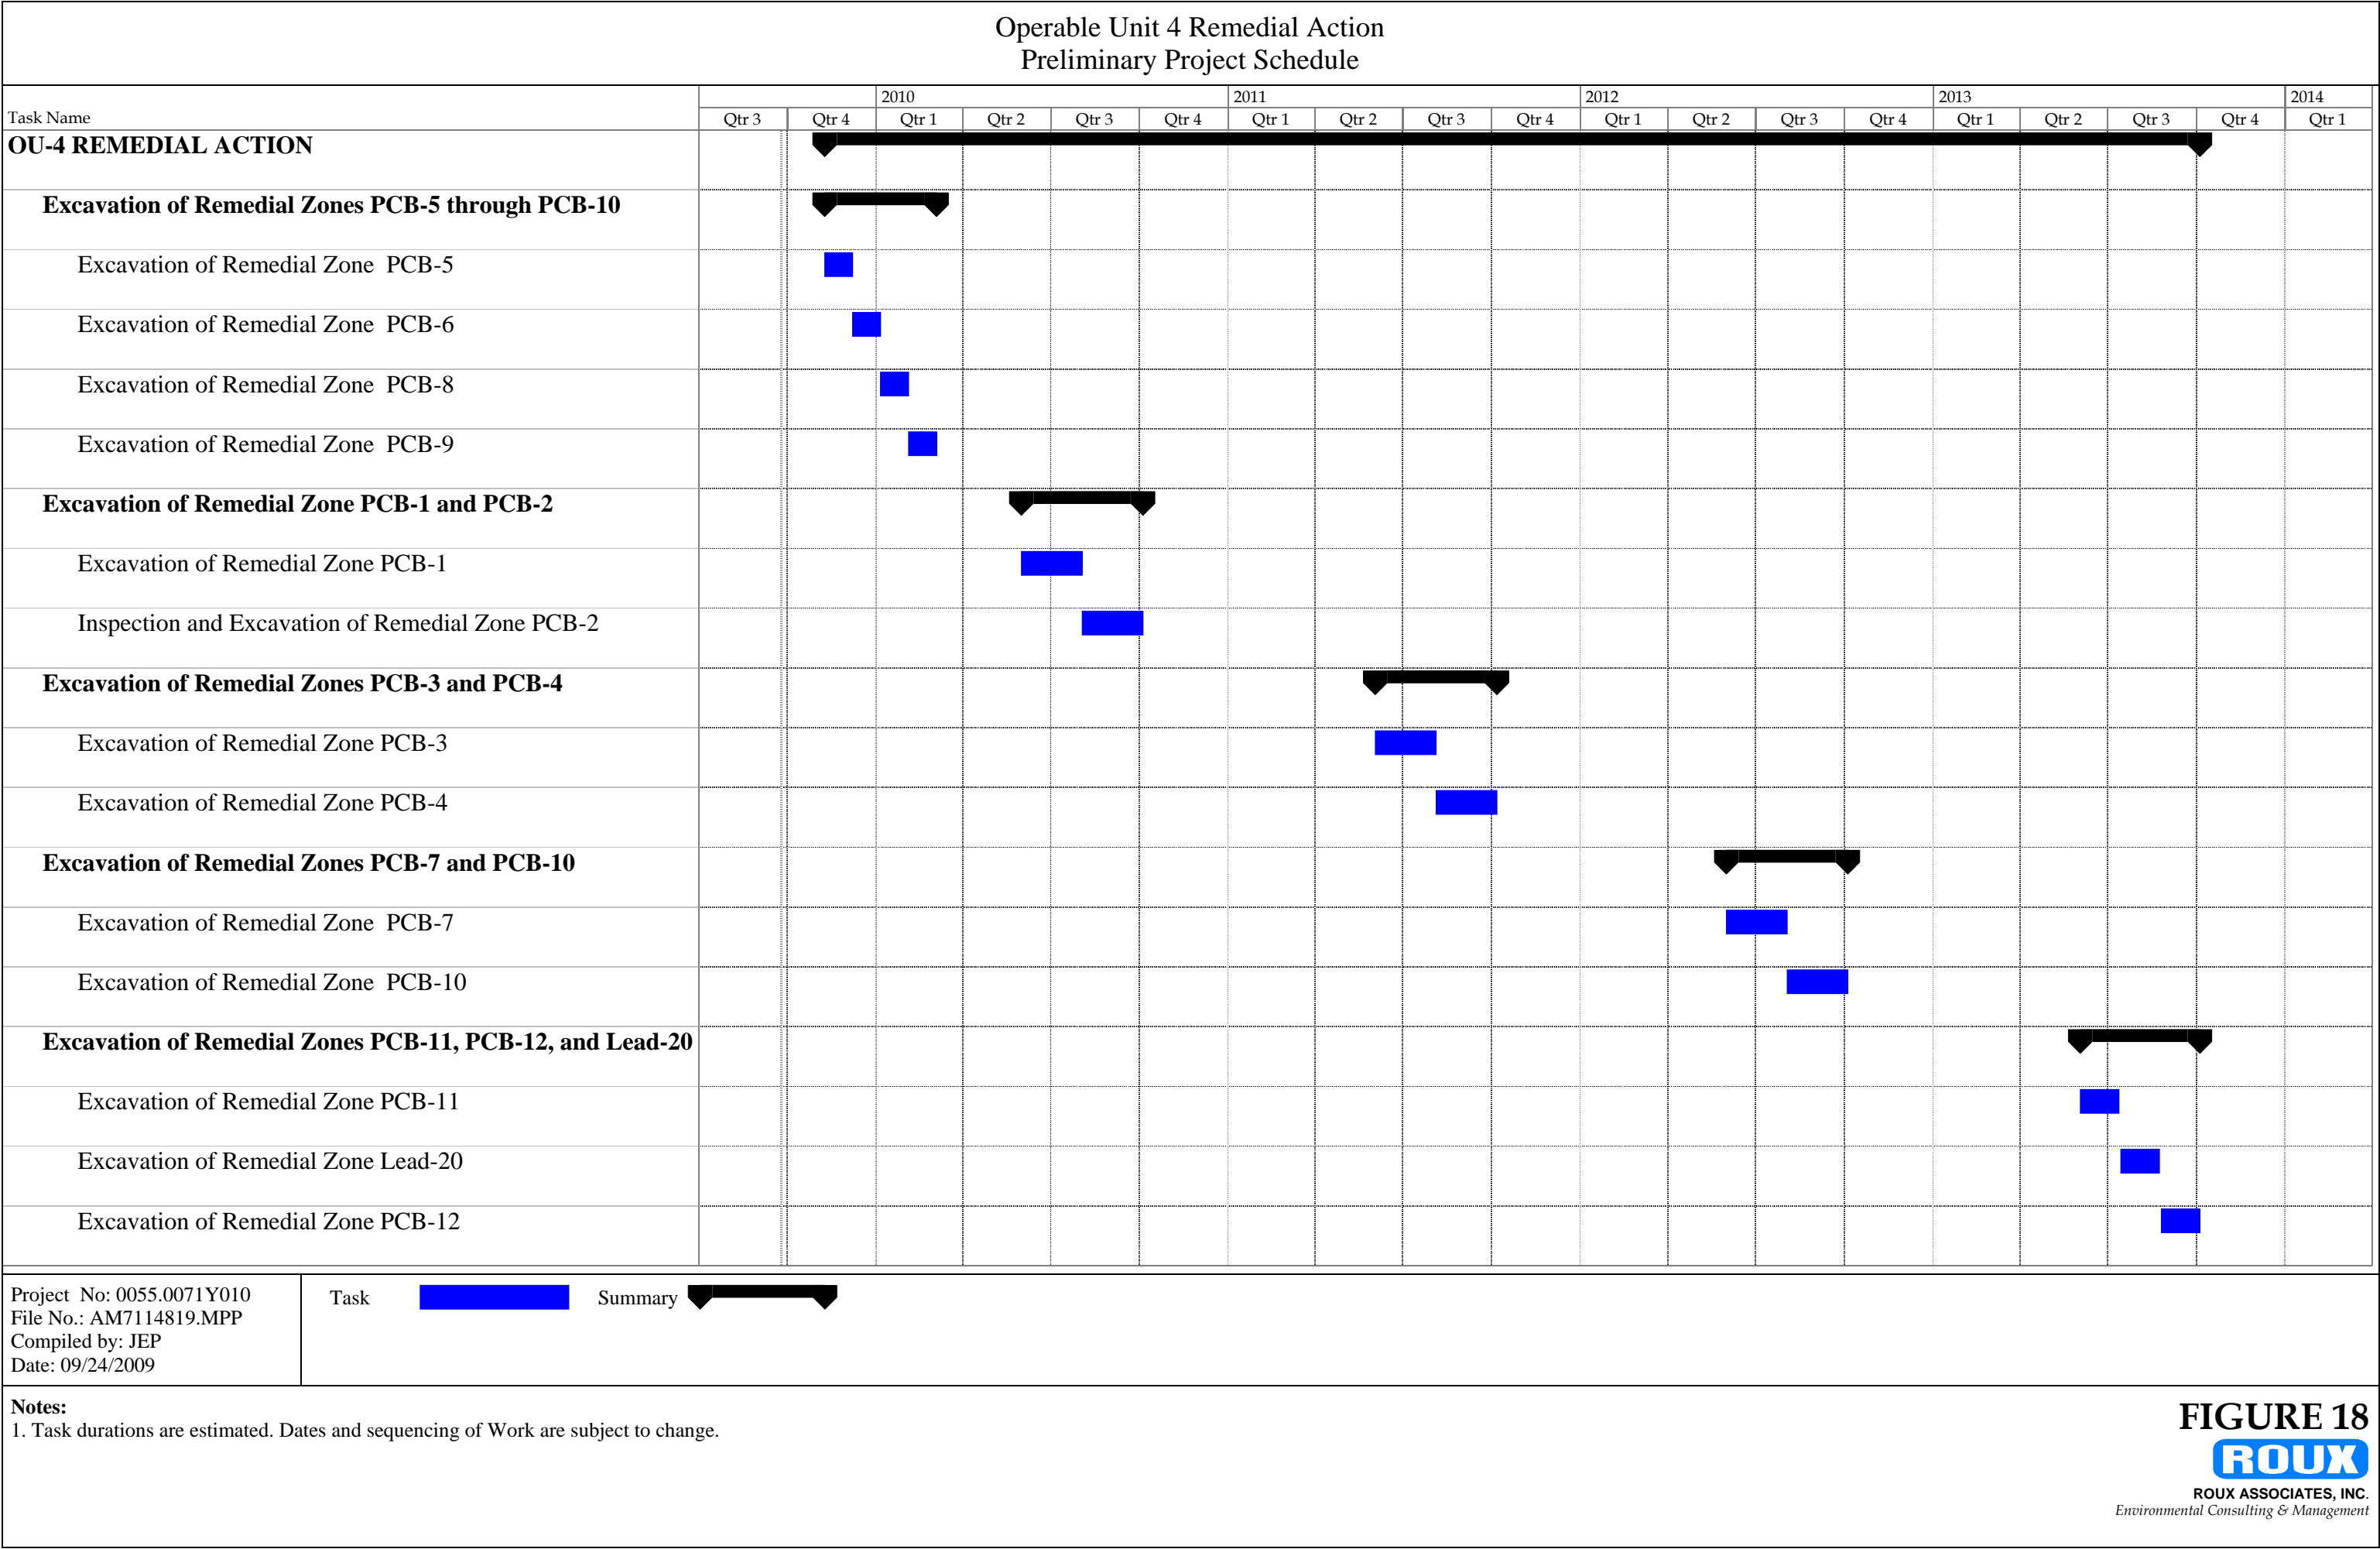 Operable Unit 4 Remedial Action
Preliminary Project Schedule
2010 2011 2012 2013 2014
Task Name Qtr 3 Qtr 4 Qtr 1 Qtr 2 Qtr 3 Qtr 4 Qtr 1 Qtr 2 Qtr 3 Qtr 4 Qtr 1 Qtr 2 Qtr 3 Qtr 4 Qtr 1 Qtr 2 Qtr 3 Qtr 4 Qtr 1
OU-4 REMEDIAL ACTION
Excavation of Remedial Zones PCB-5 through PCB-10
Excavation of Remedial Zone PCB-5
Excavation of Remedial Zone PCB-6
Excavation of Remedial Zone PCB-8
Excavation of Remedial Zone PCB-9
Excavation of Remedial Zone PCB-1 and PCB-2
Excavation of Remedial Zone PCB-1
Inspection and Excavation of Remedial Zone PCB-2
Excavation of Remedial Zones PCB-3 and PCB-4
Excavation of Remedial Zone PCB-3
Excavation of Remedial Zone PCB-4
Excavation of Remedial Zones PCB-7 and PCB-10
Excavation of Remedial Zone PCB-7
Excavation of Remedial Zone PCB-10
Excavation of Remedial Zones PCB-11, PCB-12, and Lead-20
Excavation of Remedial Zone PCB-11
Excavation of Remedial Zone Lead-20
Excavation of Remedial Zone PCB-12
Project No: 0055.0071Y010
File No.: AM7114819.MPP
Compiled by: JEP
Date: 09/24/2009
Task Summary
Notes:
1. Task durations are estimated. Dates and sequencing of Work are subject to change.
FIGURE 18
ROUX
ROUX ASSOCIATES, INC.
Environmental Consulting & Management